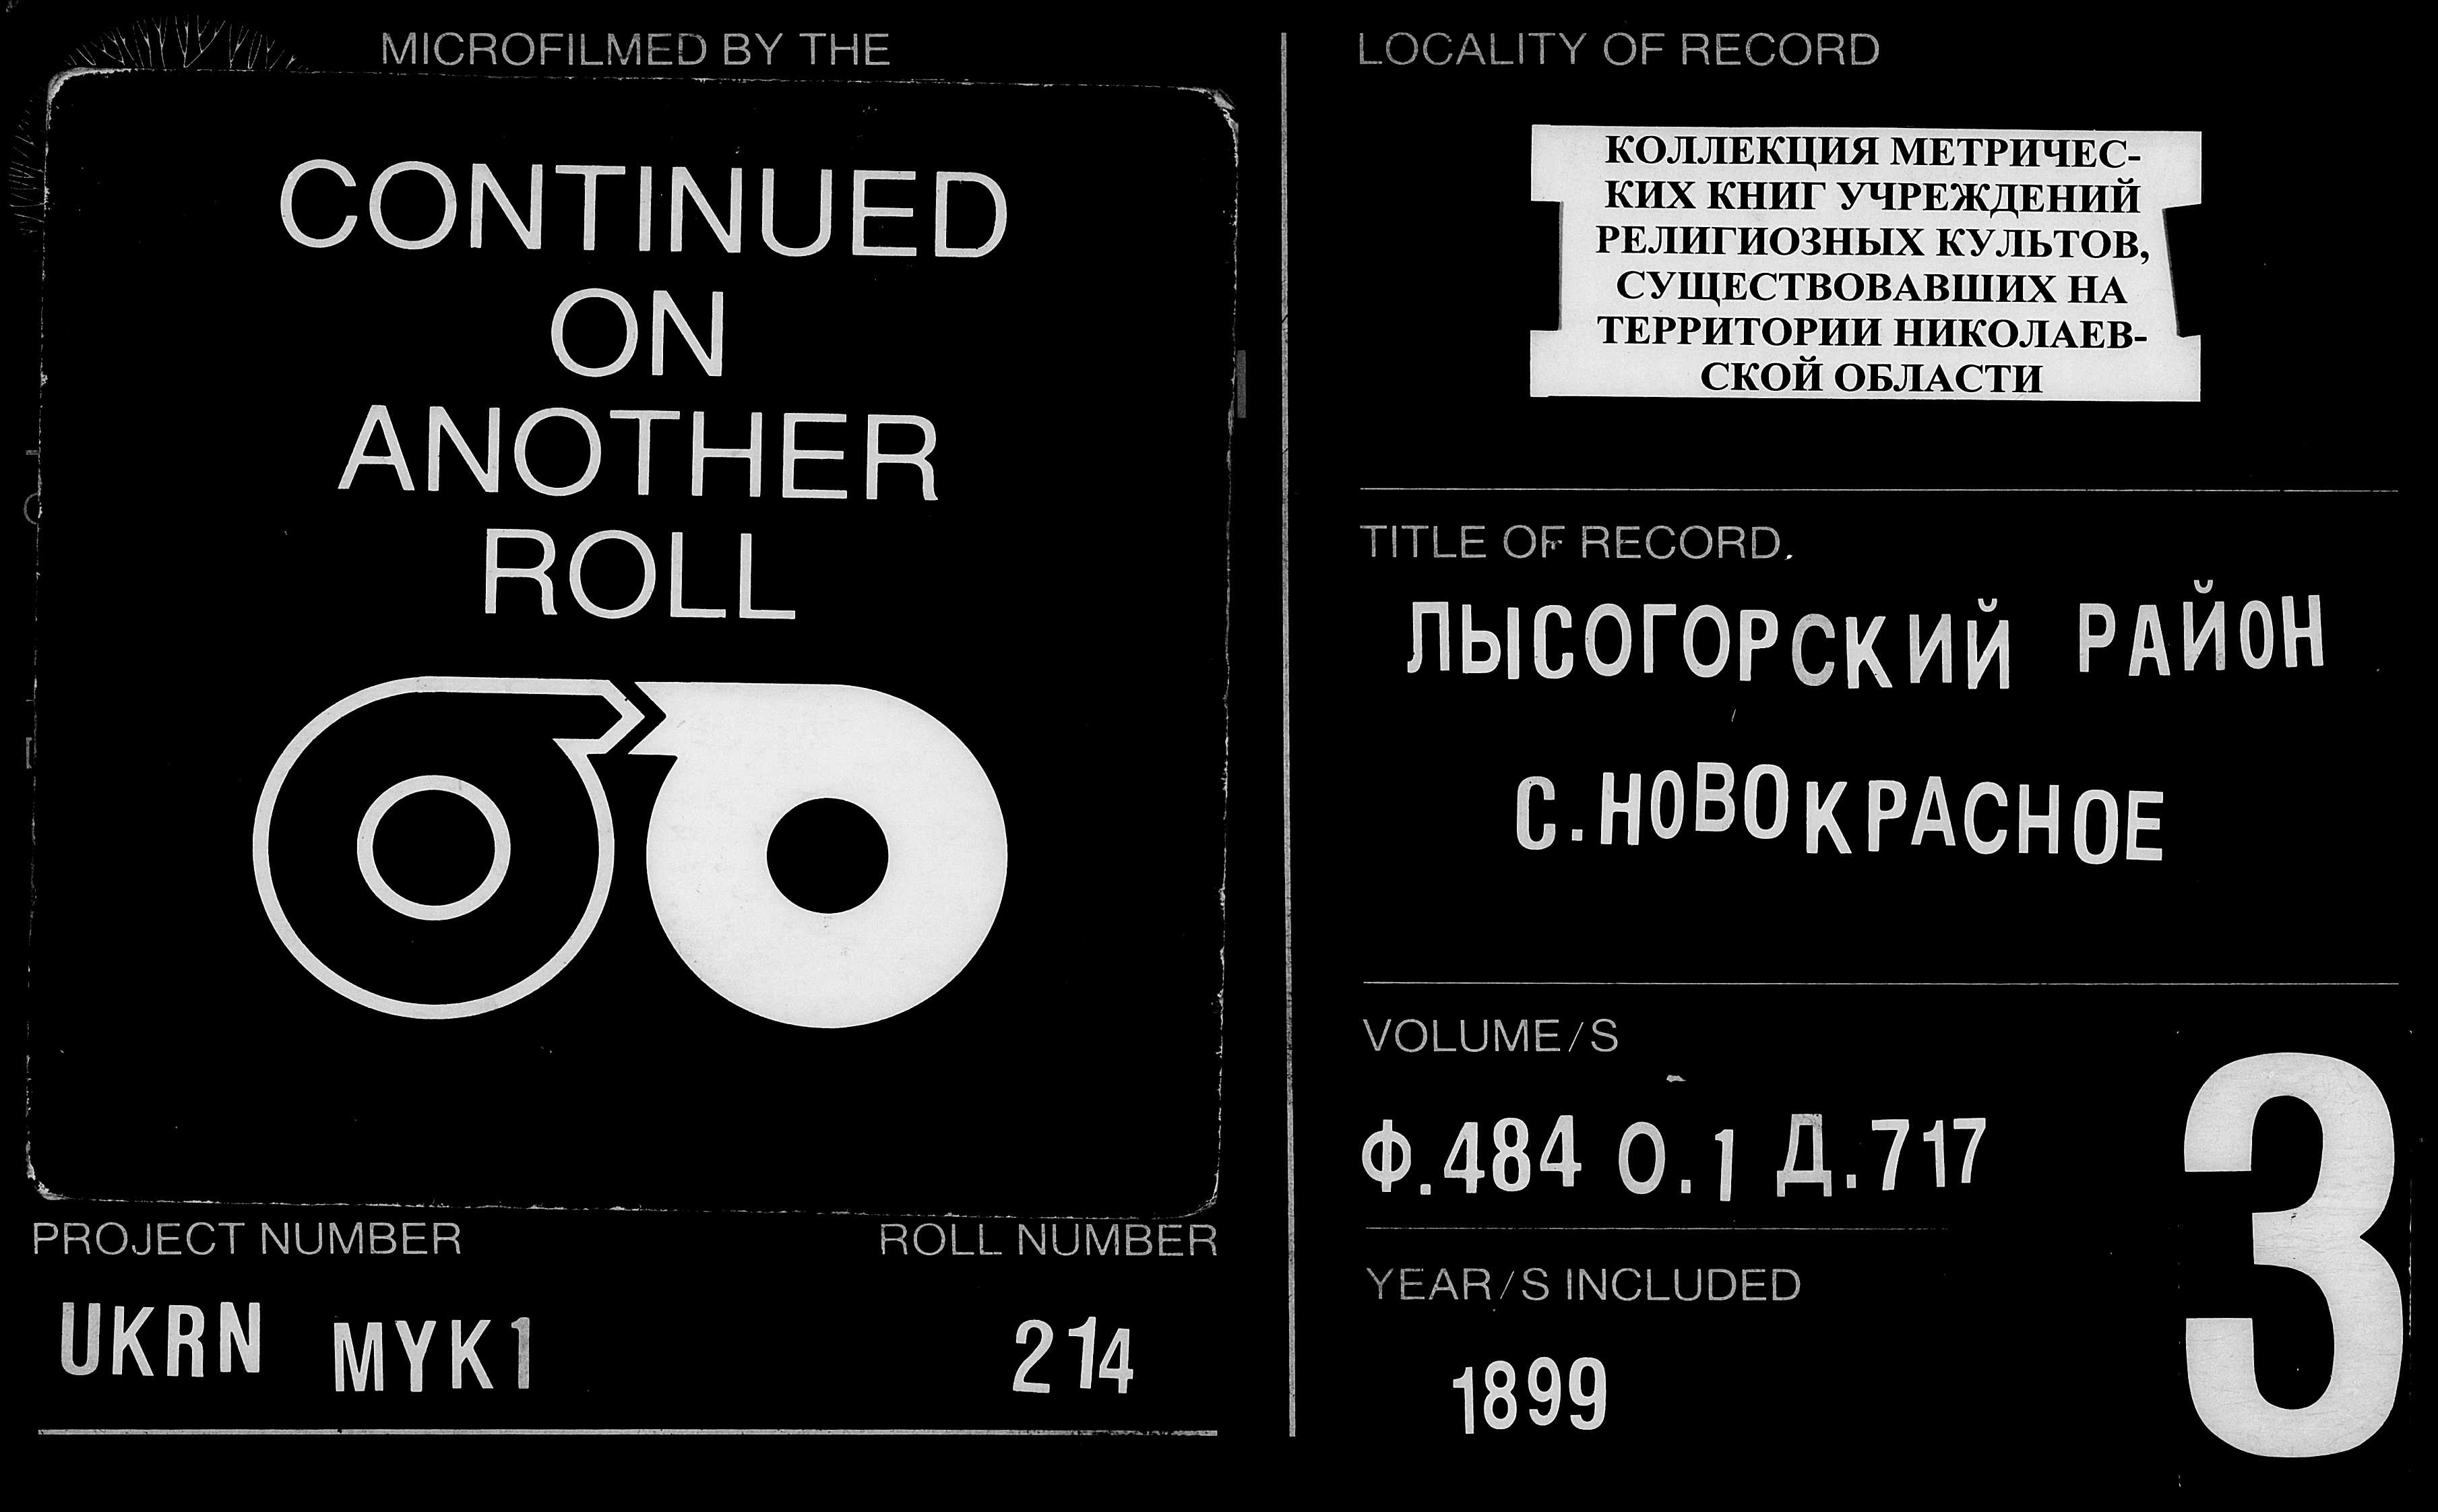 MICROFILMED BY THE
CONTINUED
ON
ANOTHER
ROLL
PROJECT NUMBER
ROLL NUMBER
UKRN MYK1
214
LOCALITY OF RECORD
КОЛЛЕКЦИЯ МЕТРИЧЕС-
КИХ КНИГ УЧРЕЖДЕНИЙ
РЕЛИГИОЗНЫХ КУЛЬТОВ,
СУЩЕСТВОВАВШИХ НА
ТЕРРИТОРИИ НИКОЛАЕВ-
СКОЙ ОБЛАСТИ
TITLE OF RECORD
ЛЫСОГОРСКИЙ РАЙОН
С.НОВОКРАСНОЕ
VOLUME/S
Ф.484 О.1 Д.717
YEAR/S INCLUDED
1899
3